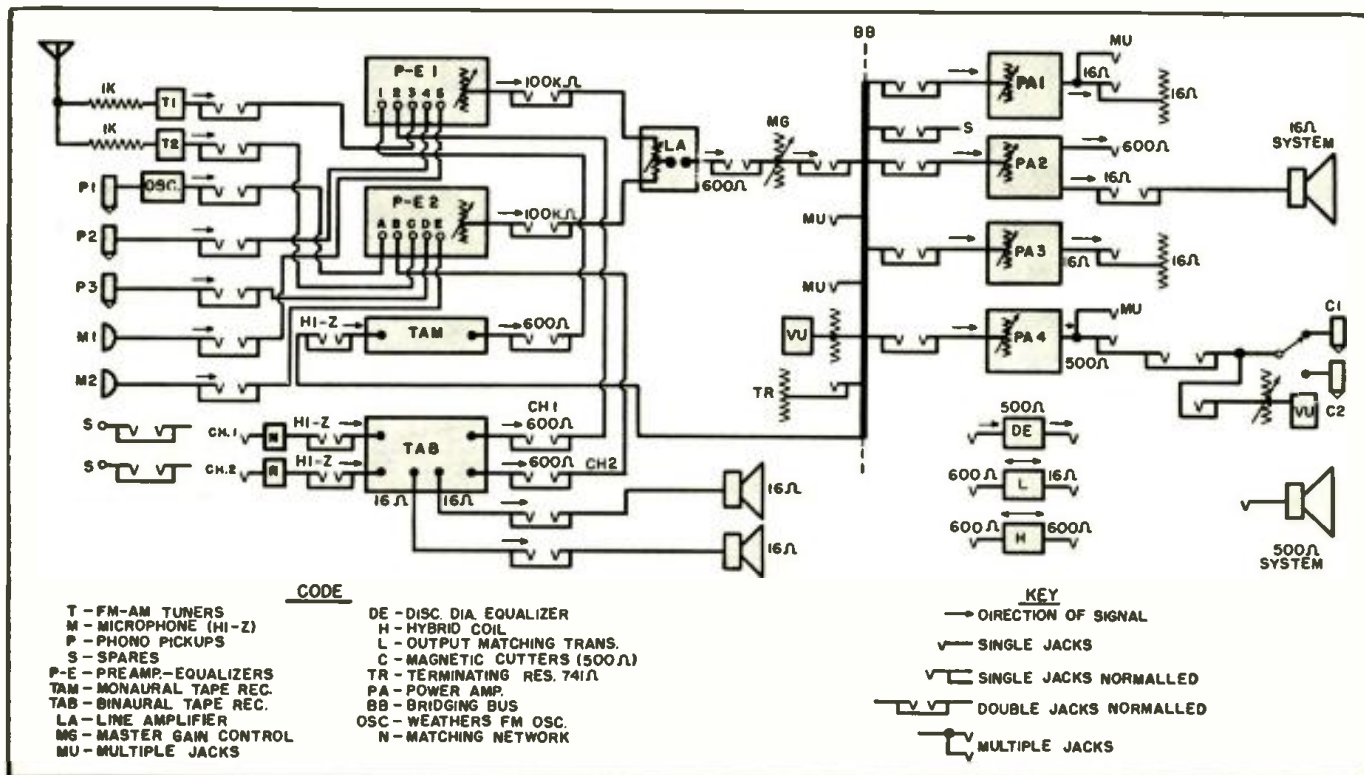 BB
MU
P-E 1
1 2 3 4 5
100KΩ
1K
T1
1K
T2
P1
OSC.
P2
P3
M1
M2
P-E 2
A B C D E
100KΩ
LA
600Ω
MG
PA1
16Ω
16Ω
S
PA2
600Ω
16Ω
16Ω
SYSTEM
MU
PA3
16Ω
MU
VU
TR
PA4
MU
500Ω
C1
C2
VU
HI-Z
TAM
600Ω
S
CH.1
N
HI-Z
TAB
CH1
600Ω
S
CH.2
N
HI-Z
600Ω
CH2
16Ω
16Ω
16Ω
16Ω
500Ω
DE
600Ω
L
16Ω
600Ω
H
600Ω
500Ω
SYSTEM
CODE
T - FM-AM TUNERS
M - MICROPHONE (HI-Z)
P - PHONO PICKUPS
S - SPARES
P-E - PREAMP.-EQUALIZERS
TAM - MONAURAL TAPE REC.
TAB - BINAURAL TAPE REC.
LA - LINE AMPLIFIER
MG - MASTER GAIN CONTROL
MU - MULTIPLE JACKS
DE - DISC. DIA. EQUALIZER
H - HYBRID COIL
L - OUTPUT MATCHING TRANS.
C - MAGNETIC CUTTERS (500Ω)
TR - TERMINATING RES. 741Ω
PA - POWER AMP.
BB - BRIDGING BUS
OSC - WEATHERS FM OSC.
N - MATCHING NETWORK
KEY
DIRECTION OF SIGNAL
SINGLE JACKS
SINGLE JACKS NORMALLED
DOUBLE JACKS NORMALLED
MULTIPLE JACKS